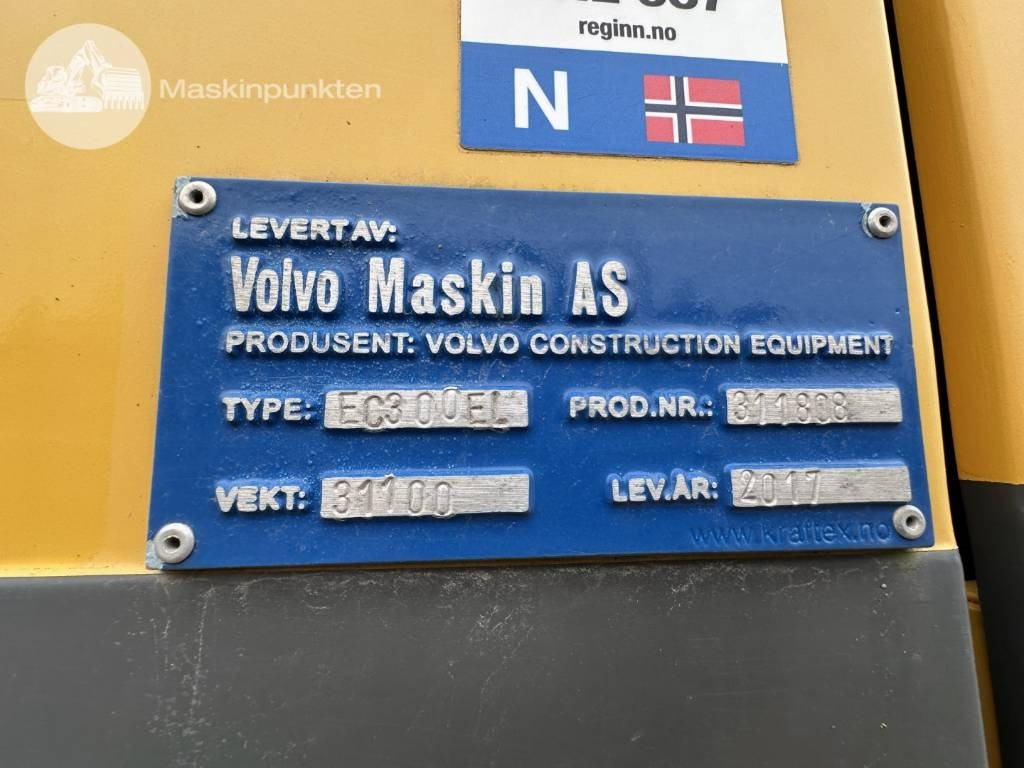 reginn.no
N
Maskinpunkten
LEVERT AV:
Volvo Maskin AS
PRODUSENT: VOLVO CONSTRUCTION EQUIPMENT
TYPE: EC300EL PROD.NR.: 311808
VEKT: 31100 LEV.ÅR: 2017
www.kraftex.no